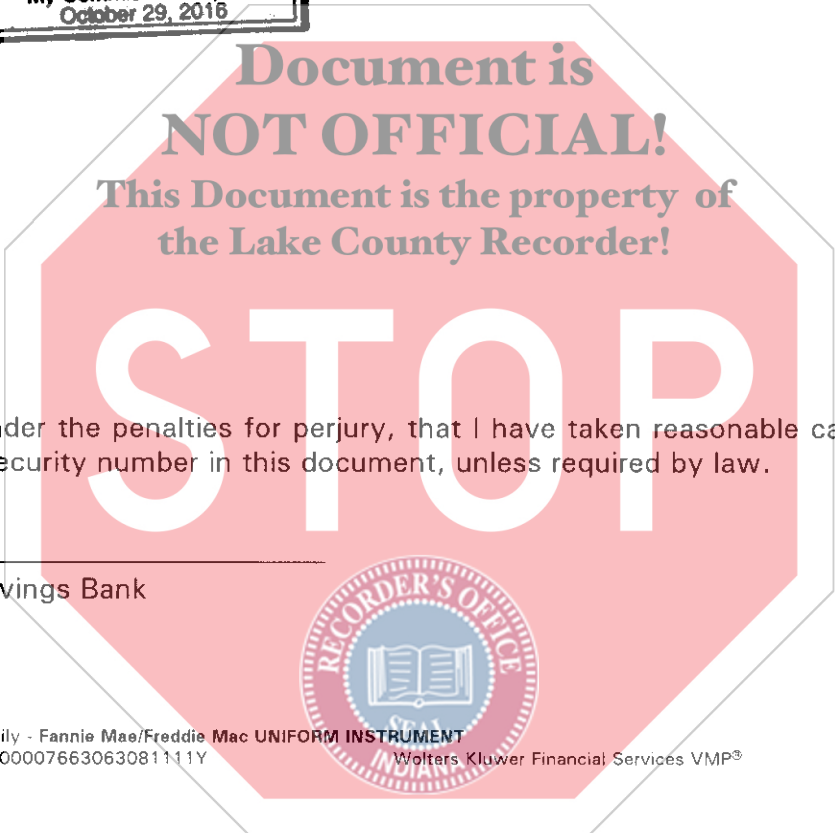 October 29, 2016
Document is
NOT OFFICIAL!
This Document is the property of
the Lake County Recorder!
STOP
der the penalties for perjury, that I have taken reasonable ca
ecurity number in this document, unless required by law.
vings Bank
RECORDER'S OFFICE
SEAL
INDIANA
ily - Fannie Mae/Freddie Mac UNIFORM INSTRUMENT
00007663063081111Y Wolters Kluwer Financial Services VMP®